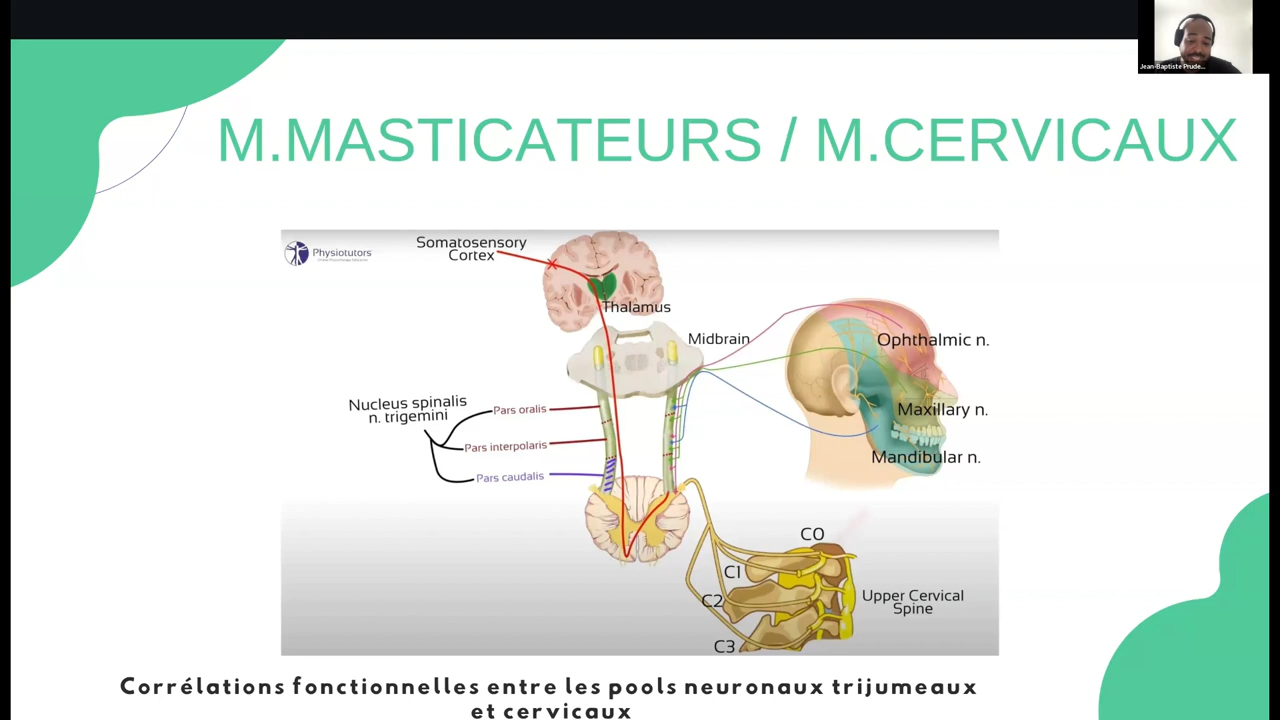 Jean-Baptiste Prude...
M.MASTICATEURS / M.CERVICAUX
Physiotutors
Somatosensory
Cortex
Thalamus
Midbrain
Ophthalmic n.
Nucleus spinalis
n. trigemini
Pars oralis
Maxillary n.
Pars interpolaris
Mandibular n.
Pars caudalis
C0
C1
C2
Upper Cervical
Spine
C3
Corrélations fonctionnelles entre les pools neuronaux trijumeaux
et cervicaux